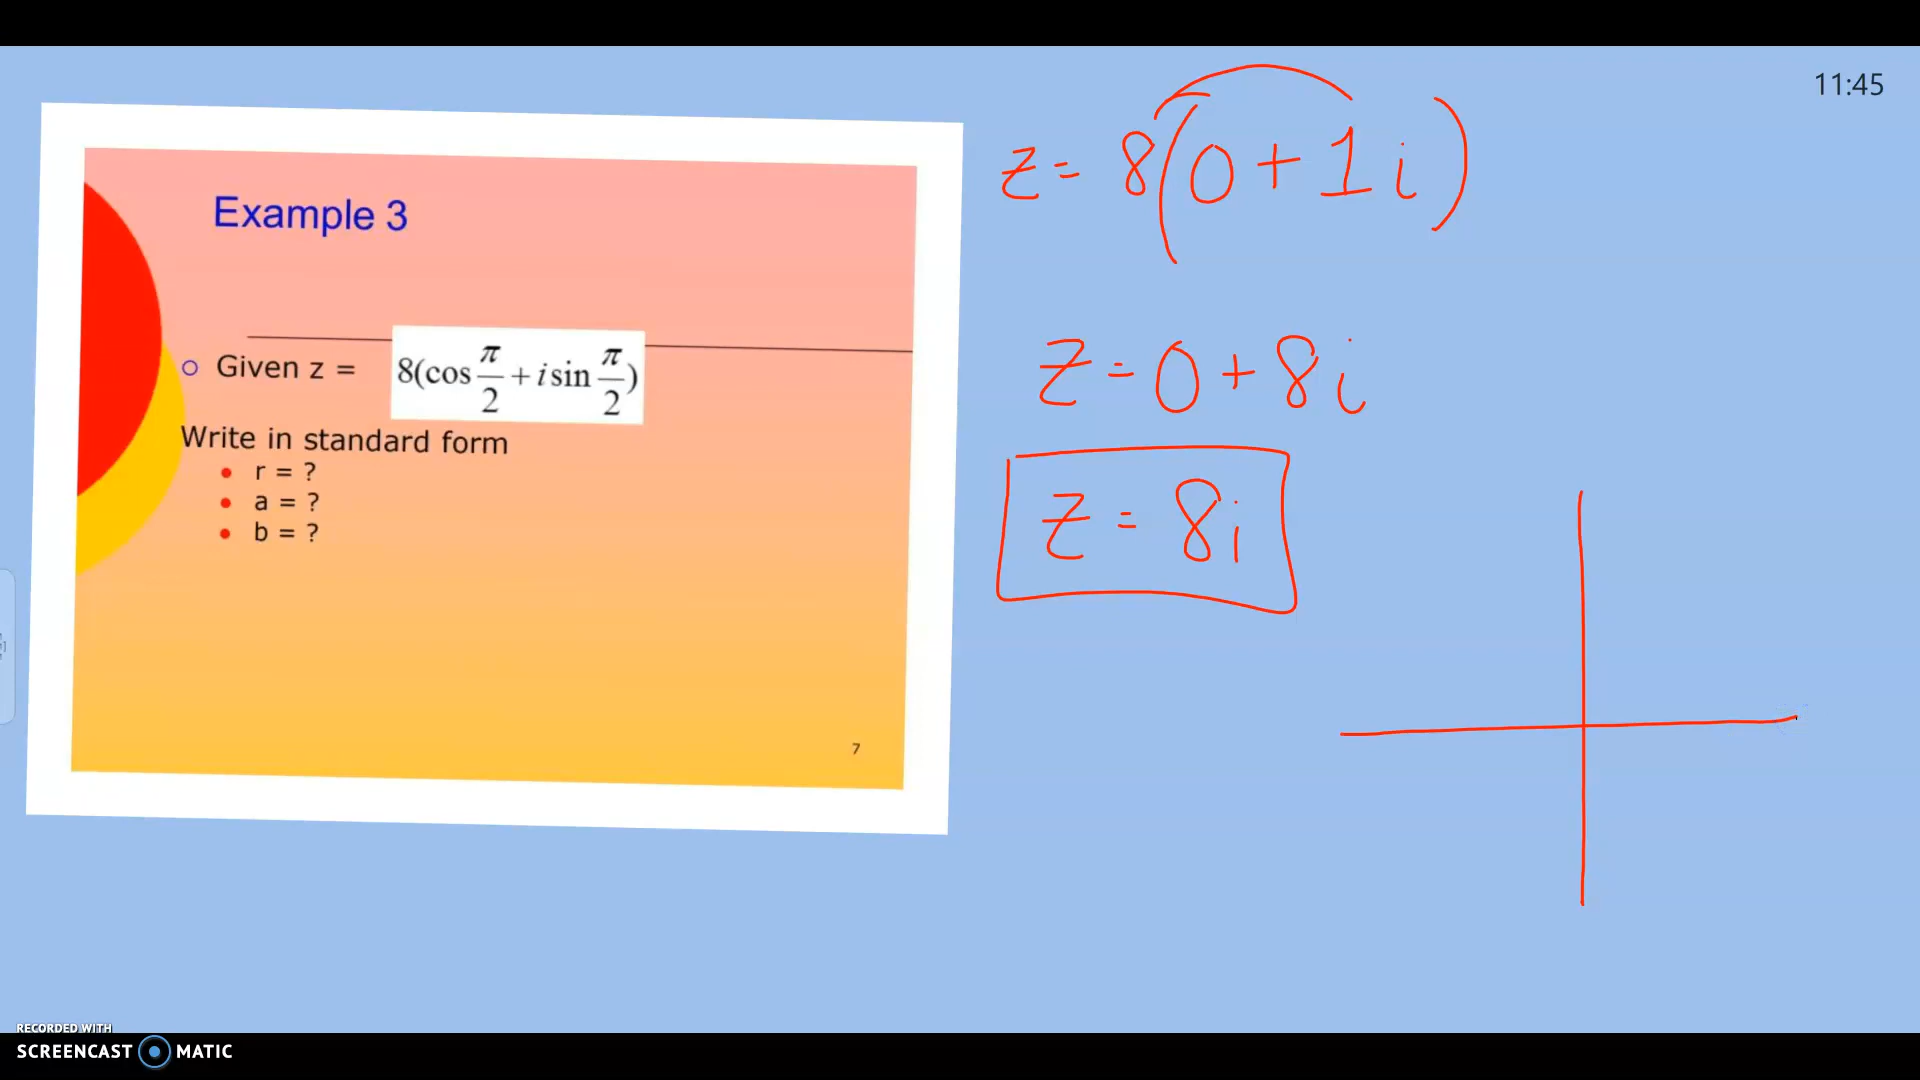 11:45
Example 3
Given z = 8(cos π/2 + i sin π/2)
Write in standard form
r = ?
a = ?
b = ?
7
z = 8(0 + 1i)
z = 0 + 8i
z = 8i
RECORDED WITH
SCREENCAST MATIC